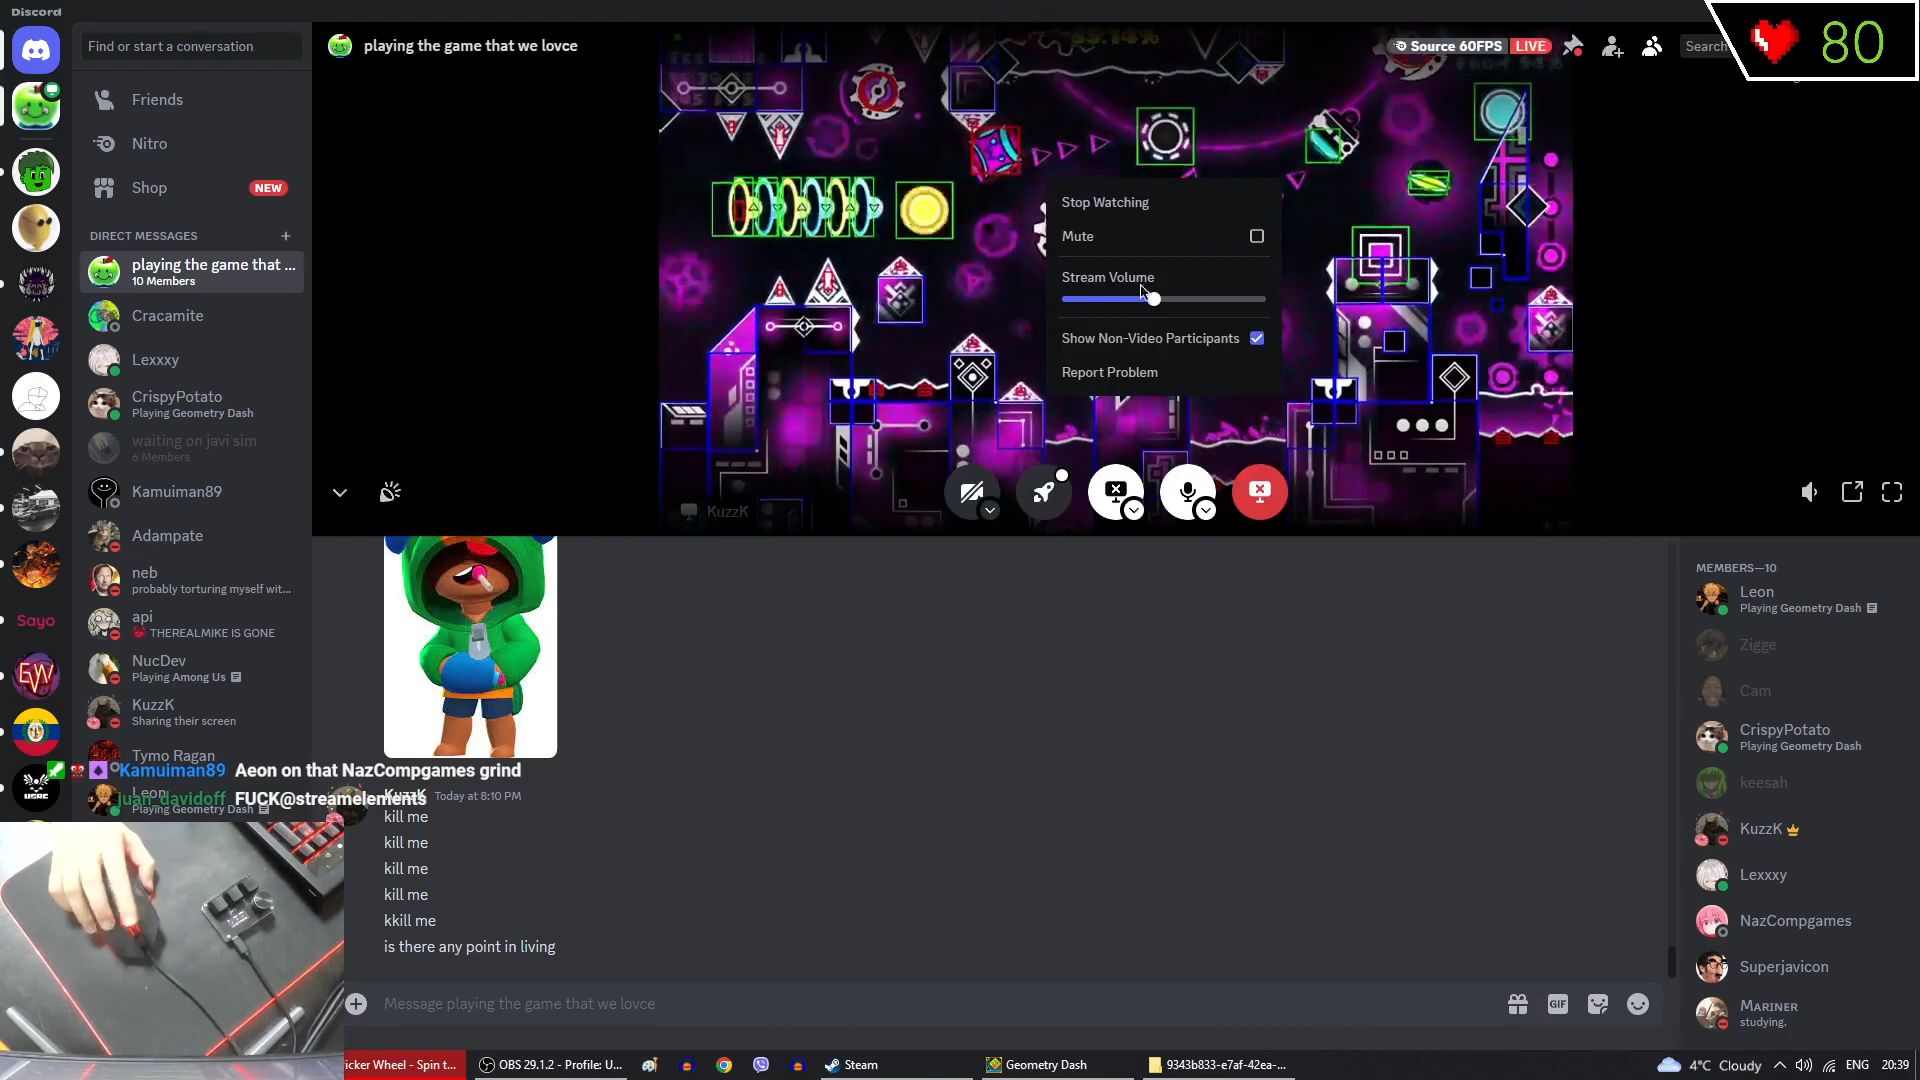 Discord
Find or start a conversation
Friends
Nitro
Shop
NEW
DIRECT MESSAGES
playing the game that ...
10 Members
Cracamite
Lexxxy
CrispyPotato
Playing Geometry Dash
waiting on javi sim
6 Members
Kamuiman89
Adampate
neb
probably torturing myself wit...
api
THEREALMIKE IS GONE
NucDev
Playing Among Us
KuzzK
Sharing their screen
Tymo Ragan
Leon
Playing Geometry Dash
Sayo
EW
USRC
playing the game that we lovce
Source 60FPS
LIVE
Search
80
Stop Watching
Mute
Stream Volume
Show Non-Video Participants
Report Problem
KuzzK
Kamuiman89 Aeon on that NazCompgames grind
juan_davidoff FUCK@streamelements
KuzzK Today at 8:10 PM
kill me
kill me
kill me
kill me
kkill me
is there any point in living
Message playing the game that we lovce
GIF
MEMBERS—10
Leon
Playing Geometry Dash
Zigge
Cam
CrispyPotato
Playing Geometry Dash
keesah
KuzzK
Lexxxy
NazCompgames
Superjavicon
MARINER
studying.
icker Wheel - Spin t...
OBS 29.1.2 - Profile: U...
Steam
Geometry Dash
9343b833-e7af-42ea-...
4°C Cloudy
ENG
20:39